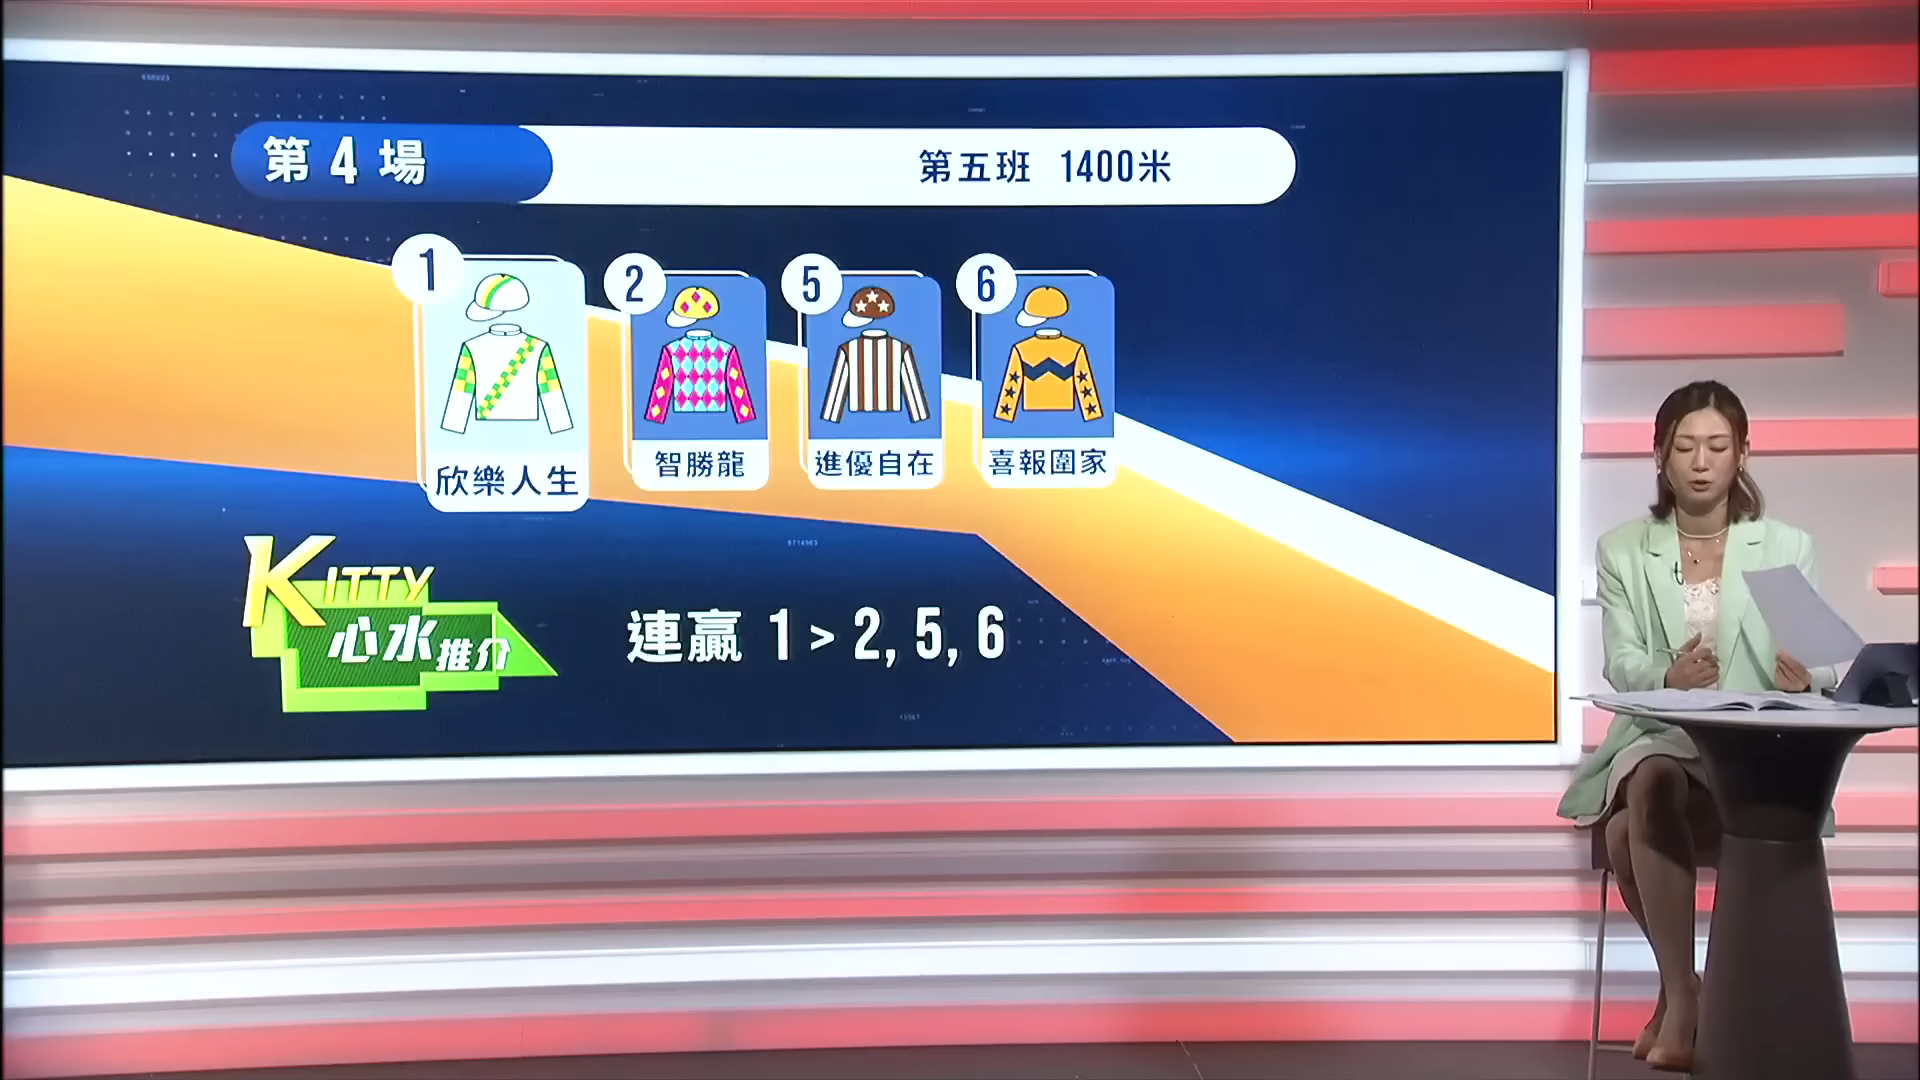 第 4 場
第五班 1400米
1
2
5
6
欣樂人生
智勝龍
進優自在
喜報圍家
KITTY
心水推介
連贏 1 > 2, 5, 6